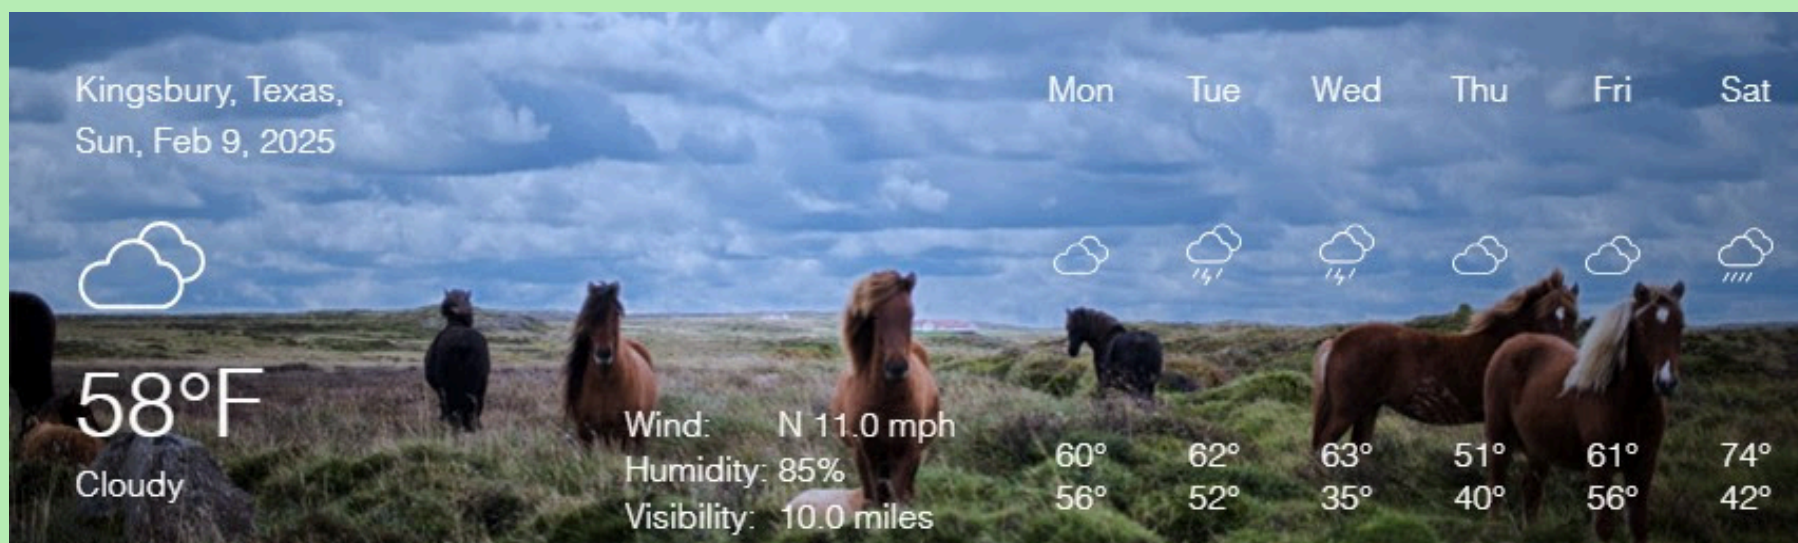 Kingsbury, Texas,
Sun, Feb 9, 2025
58°F
Cloudy
Wind: N 11.0 mph
Humidity: 85%
Visibility: 10.0 miles
Mon Tue Wed Thu Fri Sat
60° 62° 63° 51° 61° 74°
56° 52° 35° 40° 56° 42°